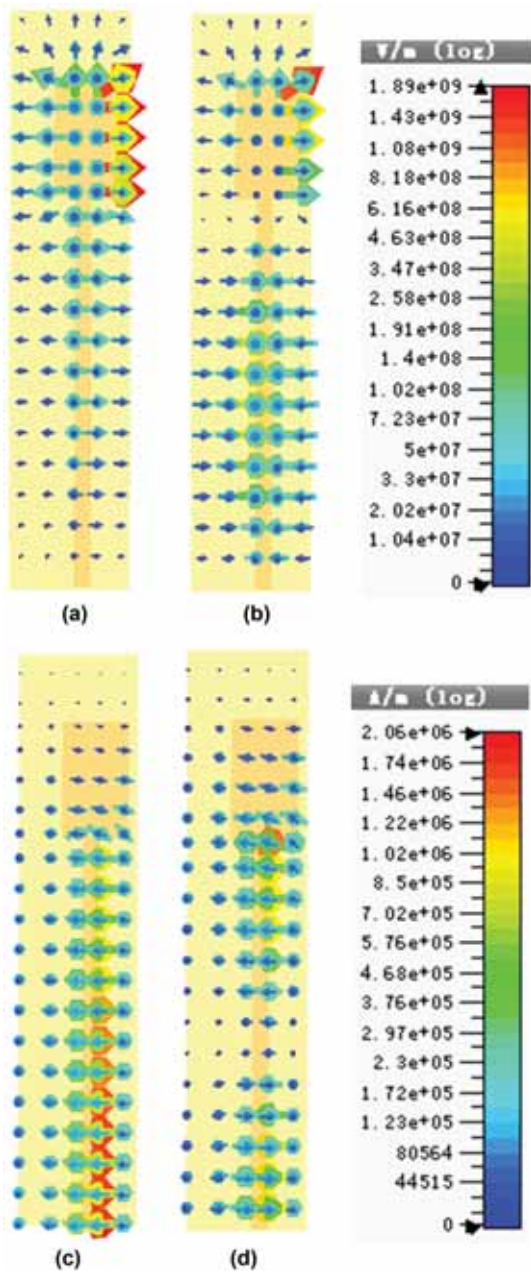 V/m (log)
1.89e+09
1.43e+09
1.08e+09
8.18e+08
6.16e+08
4.63e+08
3.47e+08
2.58e+08
1.91e+08
1.4e+08
1.02e+08
7.23e+07
5e+07
3.3e+07
2.02e+07
1.04e+07
0
(a)
(b)
A/m (log)
2.06e+06
1.74e+06
1.46e+06
1.22e+06
1.02e+06
8.5e+05
7.02e+05
5.76e+05
4.68e+05
3.76e+05
2.97e+05
2.3e+05
1.72e+05
1.23e+05
80564
44515
0
(c)
(d)